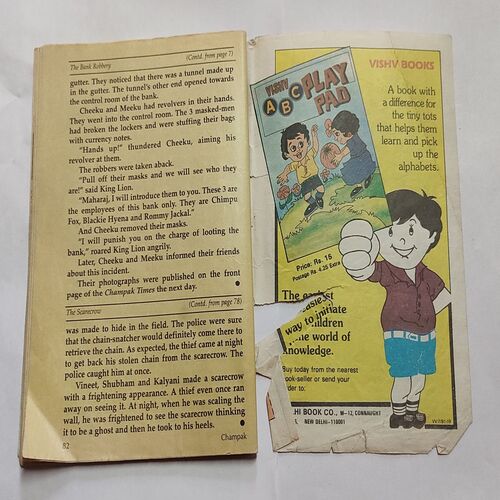 The Bank Robbery
(Contd. from page 7)
gutter. They noticed that there was a tunnel made up
in the gutter. The tunnel's other end opened towards
the control room of the bank.
Cheeku and Meeku had revolvers in their hands.
They went into the control room. The 3 masked-men
had broken the lockers and were stuffing their bags
with currency notes.
"Hands up!" thundered Cheeku, aiming his
revolver at them.
The robbers were taken aback.
"Pull off their masks and we will see who they
are!" said King Lion.
"Maharaj, I will introduce them to you. These 3 are
the employees of this bank only. They are Chimpu
Fox, Blackie Hyena and Rommy Jackal."
And Cheeku removed their masks.
"I will punish you on the charge of looting the
bank," roared King Lion angrily.
Later, Cheeku and Meeku informed their friends
about this incident.
Their photographs were published on the front
page of the Champak Times the next day.
The Scarecrow
(Contd. from page 78)
was made to hide in the field. The police were sure
that the chain-snatcher would definitely come there to
retrieve the chain. As expected, the thief came at night
to get back his stolen chain from the scarecrow. The
police caught him at once.
Vineet, Shubham and Kalyani made a scarecrow
with a frightening appearance. A thief even once ran
away on seeing it. At night, when he was scaling the
wall, he was frightened to see the scarecrow thinking
it to be a ghost and then he took to his heels.
82
Champak
VISHV BOOKS
VISHV
ABC PLAY
PAD
A book with
a difference for
the tiny tots
that helps them
learn and pick
up the
alphabets.
Price: Rs. 15
Postage Rs. 4.25 Extra
The easiest
way to initiate
children
the world of
knowledge.
Buy today from the nearest
book-seller or send your
der to:
HI BOOK CO., M-12, CONNAUGHT
NEW DELHI-110001